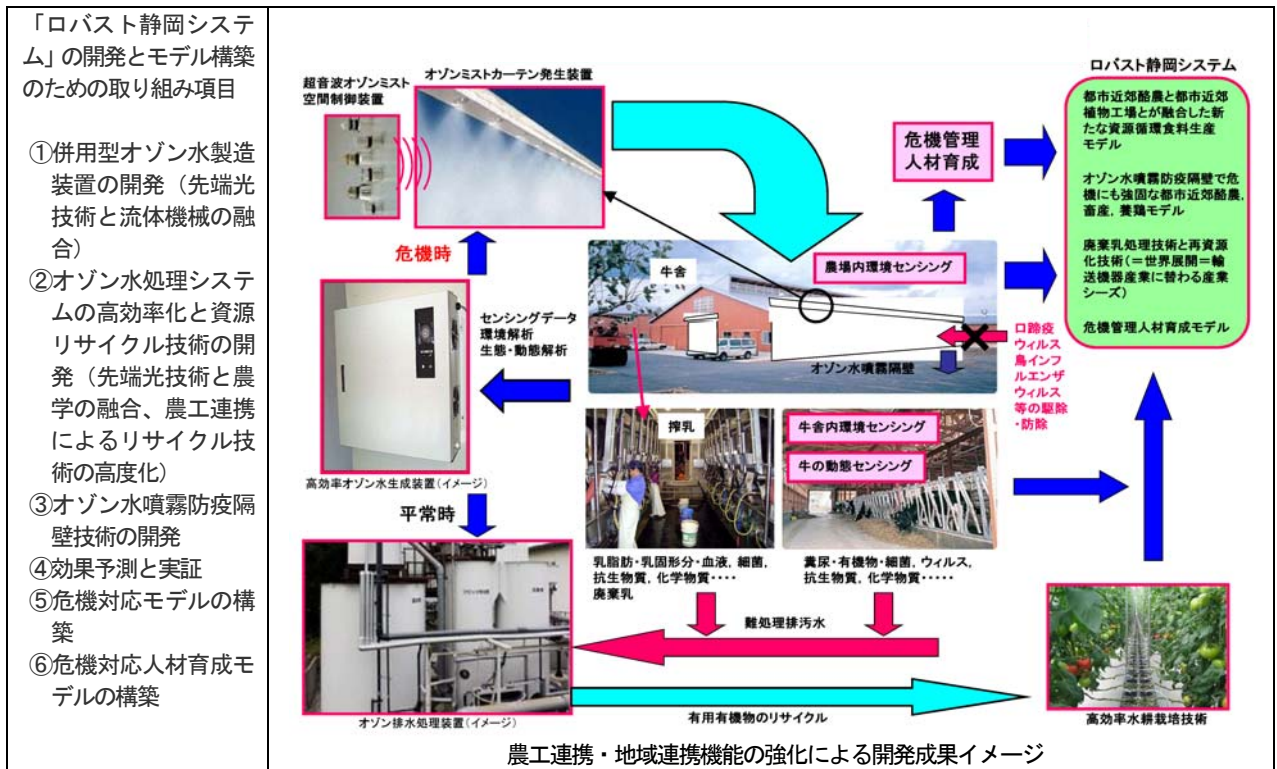 「ロバスト静岡システ
ム」の開発とモデル構築
のための取り組み項目
①併用型オゾン水製造
装置の開発（先端光
技術と流体機械の融
合）
②オゾン水処理システ
ムの高効率化と資源
リサイクル技術の開
発（先端光技術と農
学の融合、農工連携
によるリサイクル技
術の高度化）
③オゾン水噴霧防疫隔
壁技術の開発
④効果予測と実証
⑤危機対応モデルの構
築
⑥危機対応人材育成モ
デルの構築
超音波オゾンミスト
空間制御装置
オゾンミストカーテン発生装置
危機管理
人材育成
ロバスト静岡システム
都市近郊酪農と都市近郊
植物工場とが融合した新
たな資源循環食料生産
モデル
オゾン水噴霧防疫隔壁で危
機にも強固な都市近郊酪農，
畜産，養鶏モデル
廃棄乳処理技術と再資源
化技術（＝世界展開＝輸
送機器産業に替わる産業
シーズ）
危機管理人材育成モデル
危機時
牛舎
農場内環境センシング
センシングデータ
環境解析
生態・動態解析
オゾン水噴霧隔壁
口蹄疫
ウィルス
鳥インフ
ルエンザ
ウィルス
等の駆除
・防除
搾乳
牛舎内環境センシング
牛の動態センシング
高効率オゾン水生成装置（イメージ）
平常時
乳脂肪・乳固形分・血液，細菌，
抗生物質，化学物質・・・・
廃棄乳
糞尿・有機物・細菌，ウィルス，
抗生物質，化学物質・・・・・
難処理排汚水
オゾン排水処理装置（イメージ）
有用有機物のリサイクル
高効率水耕栽培技術
農工連携・地域連携機能の強化による開発成果イメージ